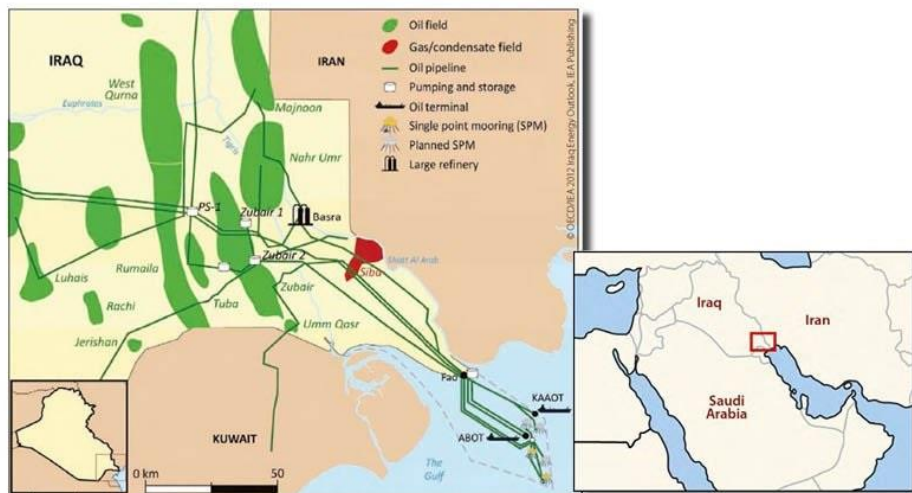 Oil field
Gas/condensate field
Oil pipeline
Pumping and storage
Oil terminal
Single point mooring (SPM)
Planned SPM
Large refinery
© OECD/IEA 2012 Iraq Energy Outlook, IEA Publishing
IRAQ
IRAN
West
Qurna
Majnoon
Euphrates
Tigris
Nahr Umr
PS-1
Zubair 1
Basra
Zubair 2
Shatt Al Arab
Siba
Luhais
Rumaila
Zubair
Rachi
Tuba
Umm Qasr
Jerishan
Fao
KAAOT
ABOT
KUWAIT
The
Gulf
0 km
50
Iraq
Iran
Saudi
Arabia